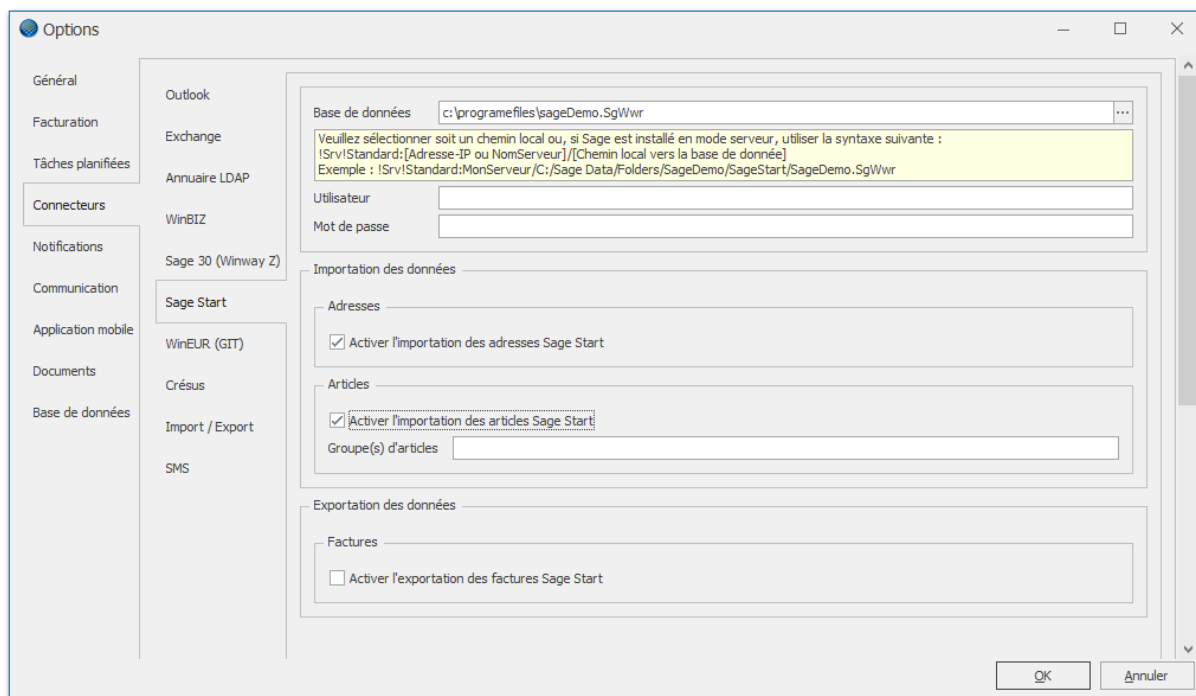 Options
Général
Facturation
Tâches planifiées
Connecteurs
Notifications
Communication
Application mobile
Documents
Base de données
Outlook
Exchange
Annuaire LDAP
WinBIZ
Sage 30 (Winway Z)
Sage Start
WinEUR (GIT)
Crésus
Import / Export
SMS
Base de données c:\programefiles\sageDemo.SgWwr ...
Veuillez sélectionner soit un chemin local ou, si Sage est installé en mode serveur, utiliser la syntaxe suivante :
!Srv!Standard:[Adresse-IP ou NomServeur]/[Chemin local vers la base de donnée]
Exemple : !Srv!Standard:MonServeur/C:/Sage Data/Folders/SageDemo/SageStart/SageDemo.SgWwr
Utilisateur
Mot de passe
Importation des données
Adresses
Activer l'importation des adresses Sage Start
Articles
Activer l'importation des articles Sage Start
Groupe(s) d'articles
Exportation des données
Factures
Activer l'exportation des factures Sage Start
OK Annuler